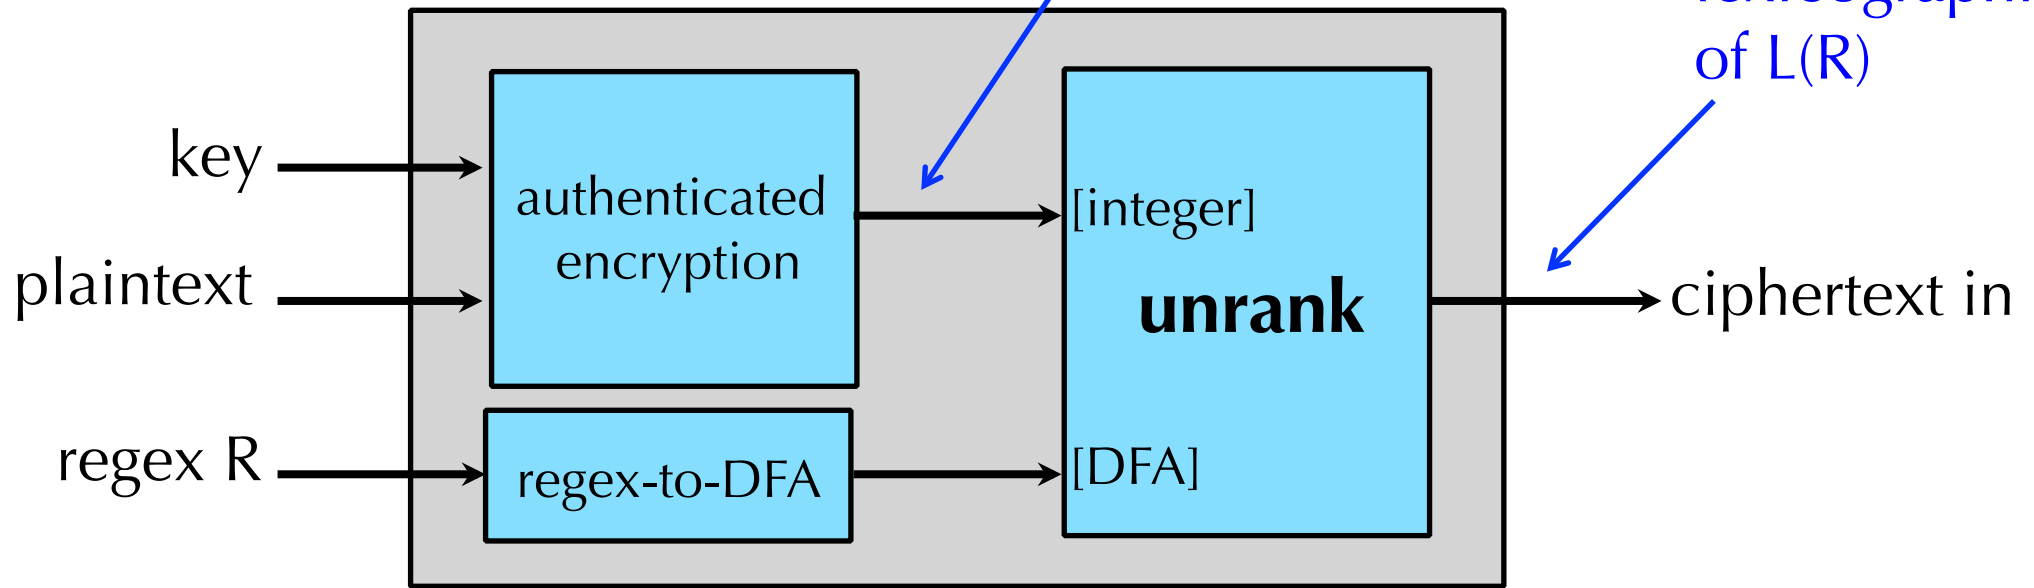 of L(R)
key
plaintext
regex R
authenticated
encryption
regex-to-DFA
[integer]
unrank
[DFA]
ciphertext in